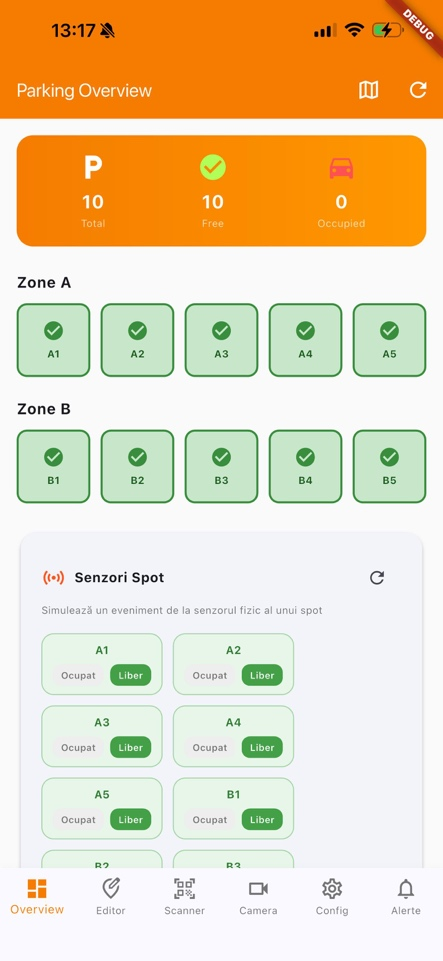 13:17
DEBUG
Parking Overview
P
10 10 0
Total Free Occupied
Zone A
A1 A2 A3 A4 A5
Zone B
B1 B2 B3 B4 B5
Senzori Spot
Simulează un eveniment de la senzorul fizic al unui spot
A1 A2
Ocupat Liber Ocupat Liber
A3 A4
Ocupat Liber Ocupat Liber
A5 B1
Ocupat Liber Ocupat Liber
B2 B3
Overview Editor Scanner Camera Config Alerte